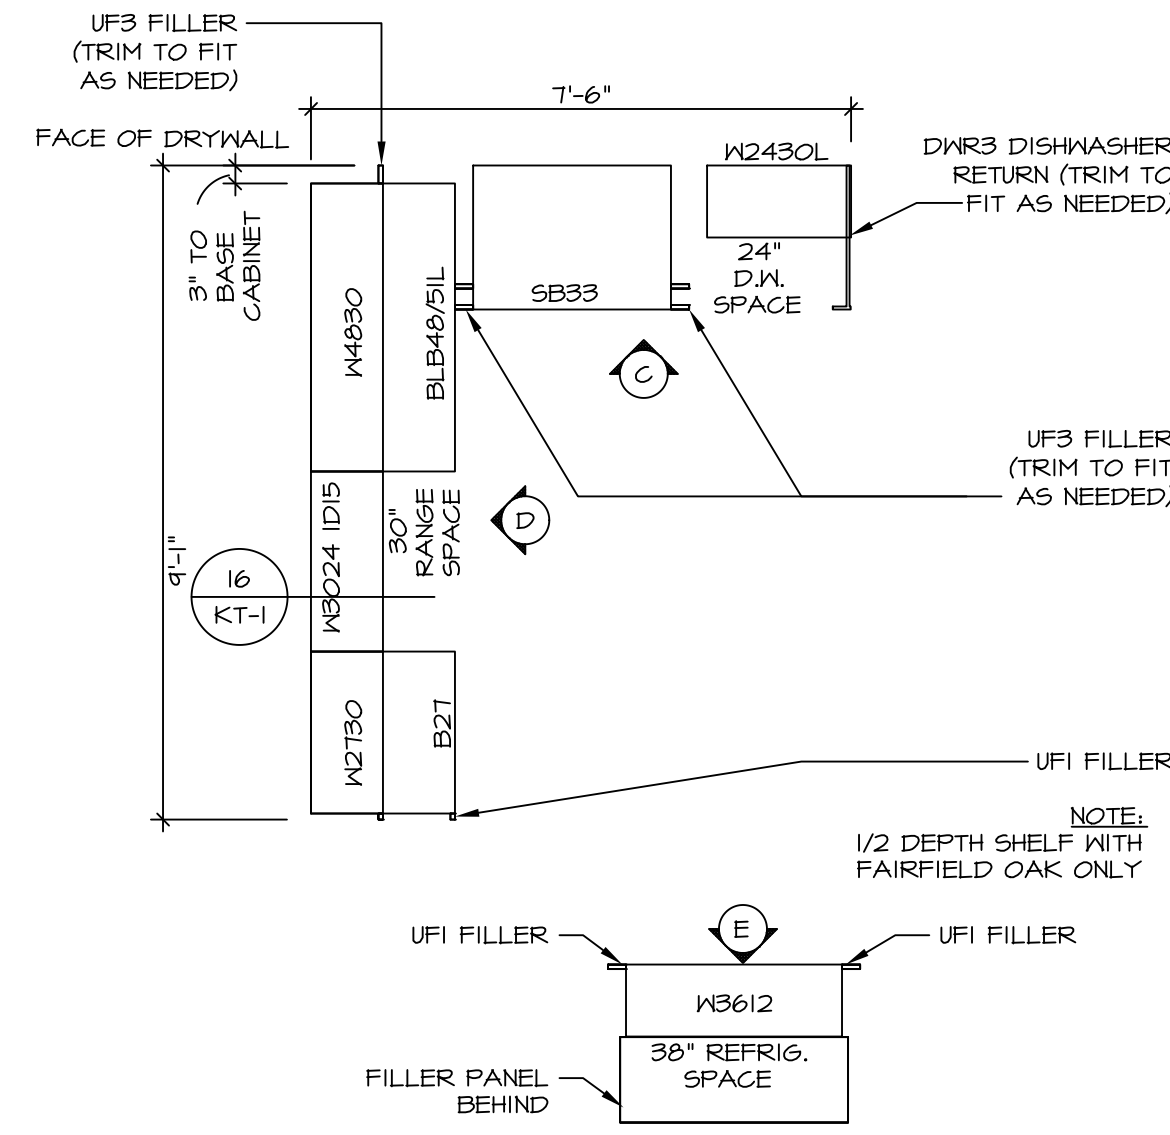 UF3 FILLER
(TRIM TO FIT
AS NEEDED)
7'-6"
FACE OF DRYWALL
W2430L
DWR3 DISHWASHER
RETURN (TRIM TO
FIT AS NEEDED)
3" TO
BASE
CABINET
W4830
BLB48/51L
SB33
24"
D.W.
SPACE
C
UF3 FILLER
(TRIM TO FIT
AS NEEDED)
9'-1"
W3024 ID15
30"
RANGE
SPACE
D
16
KT-1
W2730
B27
UF1 FILLER
NOTE:
1/2 DEPTH SHELF WITH
FAIRFIELD OAK ONLY
UF1 FILLER
E
UF1 FILLER
W3612
38" REFRIG.
SPACE
FILLER PANEL
BEHIND